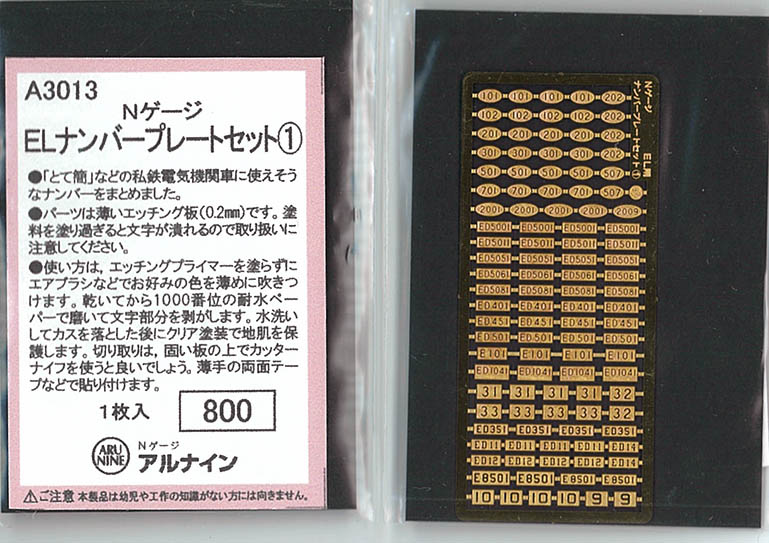 A3013
Nゲージ
ELナンバープレートセット①
●「とて簡」などの私鉄電気機関車に使えそう
なナンバーをまとめました。
●パーツは薄いエッチング板(0.2mm)です。塗
料を塗り過ぎると文字が潰れるので取り扱いに
注意してください。
●使い方は，エッチングプライマーを塗らずに
エアブラシなどでお好みの色を薄めに吹きつ
けます。乾いてから1000番位の耐水ペー
パーで磨いて文字部分を剥がします。水洗い
してカスを落とした後にクリア塗装で地肌を保
護します。切り取りは，固い板の上でカッター
ナイフを使うと良いでしょう。薄手の両面テー
プなどで貼り付けます。
1枚入 800
ARU NINE
Nゲージ
アルナイン
⚠ご注意 本製品は幼児や工作の知識がない方には向きません。
Nゲージ EL用
ナンバープレートセット①
101 101 101 101 202
102 102 102 102 202
201 201 201 201 202
301 301 301 301 202
501 501 501 501 507
701 701 701 701 507
2001 2001 2001 2001 2009
ED5001 ED5001 ED5001 ED5001
ED5011 ED5011 ED5011 ED5011
ED5051 ED5051 ED5051 ED5051
ED5061 ED5061 ED5061 ED5061
ED5081 ED5081 ED5081 ED5081
ED401 ED401 ED401 ED401
ED451 ED451 ED451 ED451
ED501 ED501 ED501 ED501
E101 E101 E101 E101
ED1041 ED1041 ED1041 ED1041
31 31 31 31 32
33 33 33 33 32
ED351 ED351 ED351 ED351
ED11 ED11 ED11 ED11 ED14
ED12 ED12 ED12 ED12 ED14
E8501 E8501 E8501 E8501
10 10 10 10 9 9